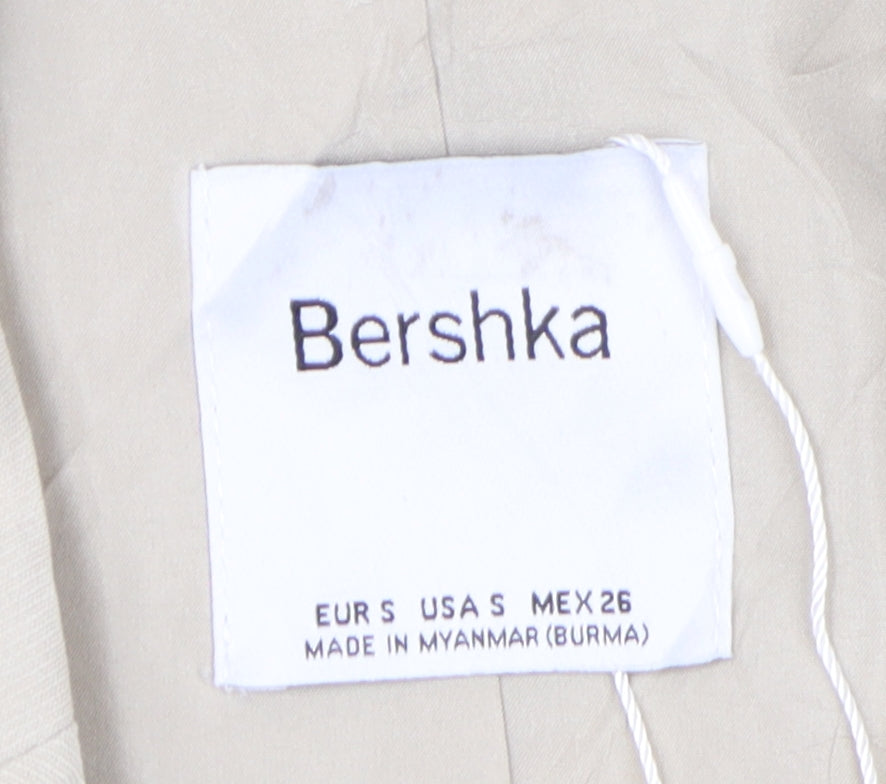 Bershka
EUR S USA S MEX 26
MADE IN MYANMAR (BURMA)